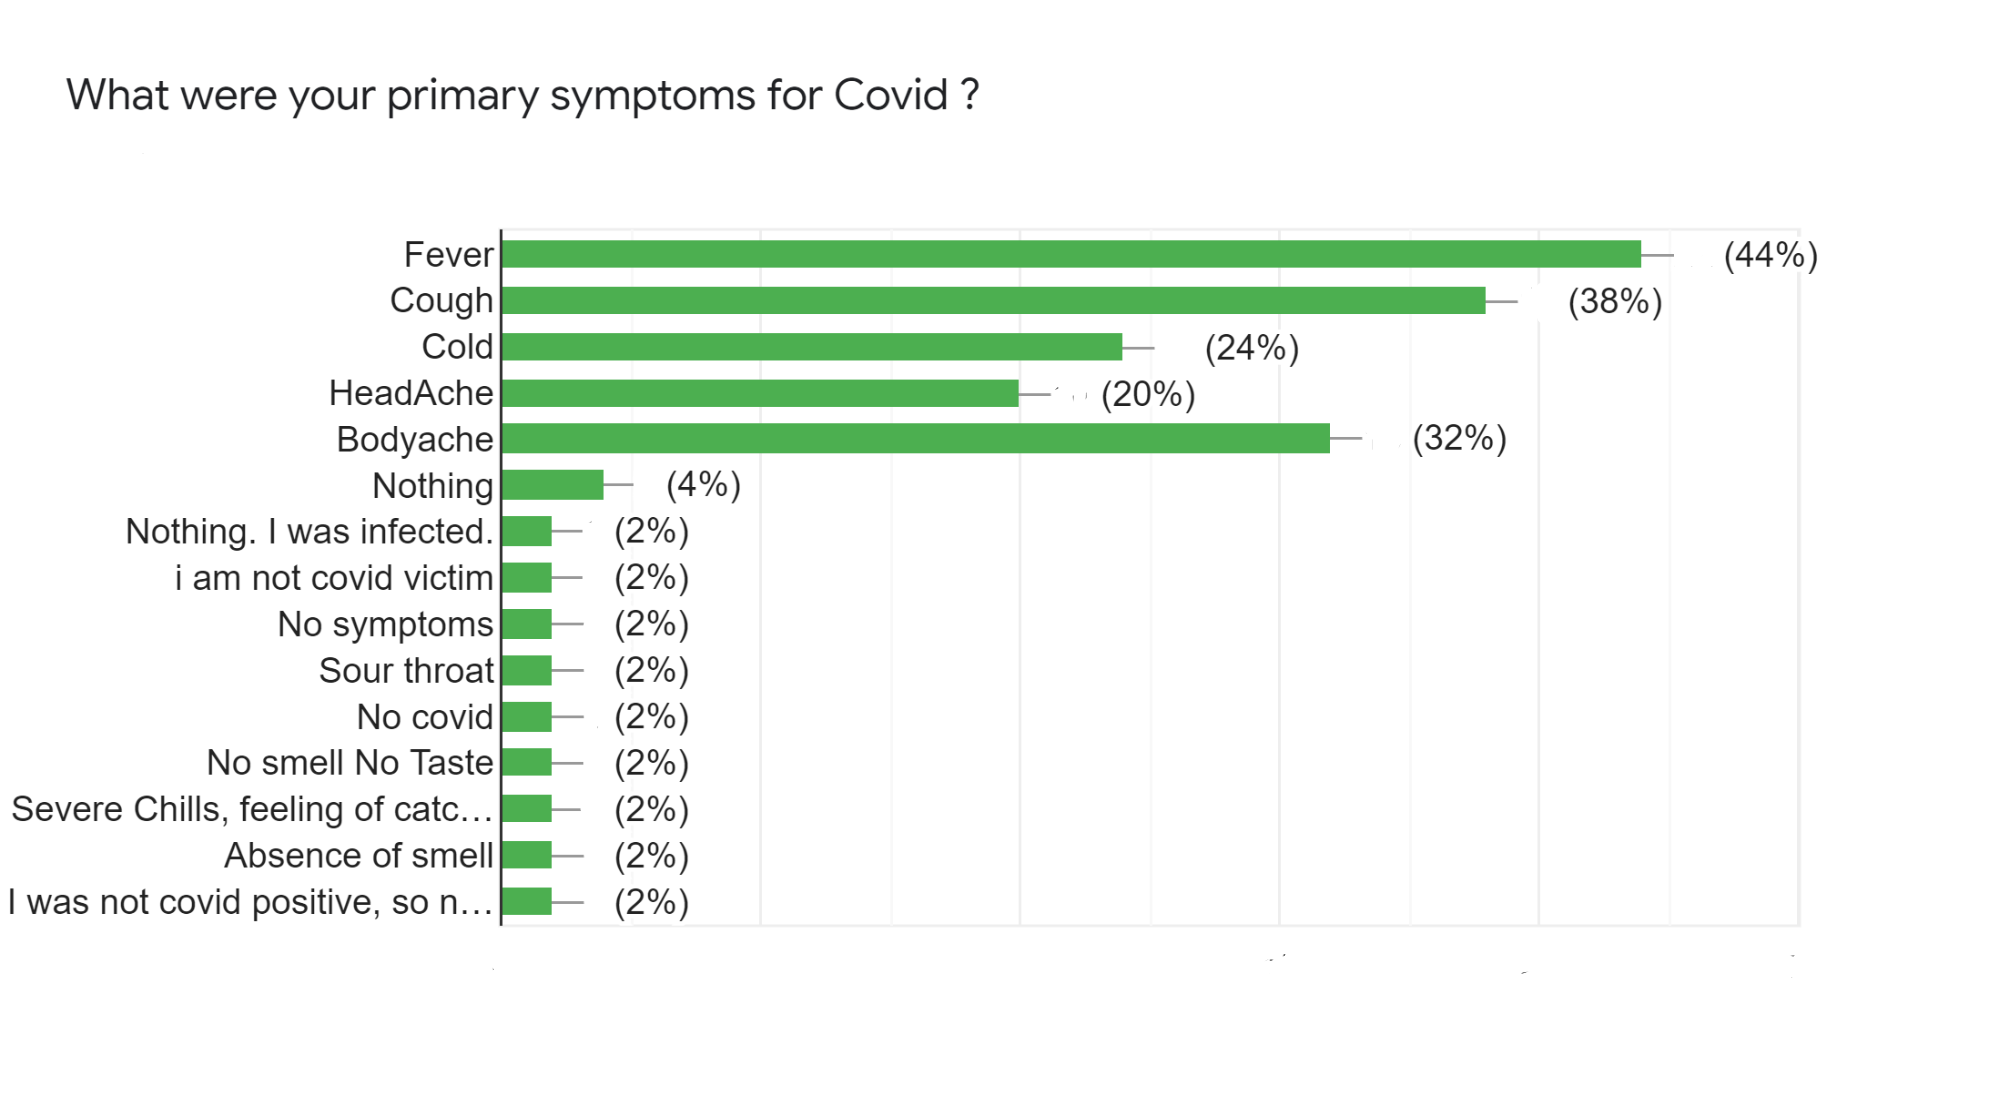 What were your primary symptoms for Covid ?
Fever (44%)
Cough (38%)
Cold (24%)
HeadAche (20%)
Bodyache (32%)
Nothing (4%)
Nothing. I was infected. (2%)
i am not covid victim (2%)
No symptoms (2%)
Sour throat (2%)
No covid (2%)
No smell No Taste (2%)
Severe Chills, feeling of catc... (2%)
Absence of smell (2%)
I was not covid positive, so n... (2%)